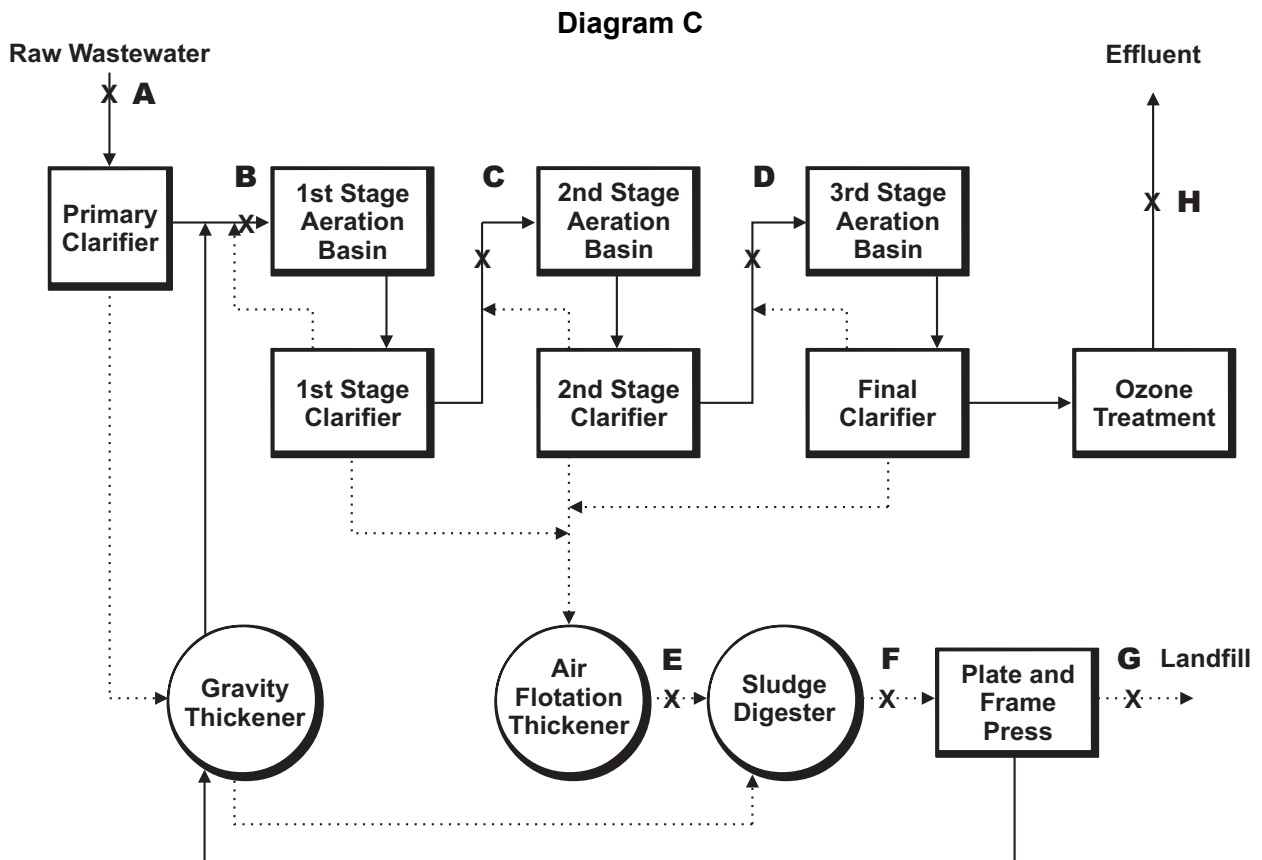 Diagram C
Raw Wastewater
Effluent
X A
B
C
D
X H
Primary
Clarifier
X
1st Stage
Aeration
Basin
X
2nd Stage
Aeration
Basin
X
3rd Stage
Aeration
Basin
1st Stage
Clarifier
2nd Stage
Clarifier
Final
Clarifier
Ozone
Treatment
Gravity
Thickener
Air
Flotation
Thickener
E
X
Sludge
Digester
F
X
Plate and
Frame
Press
G Landfill
X